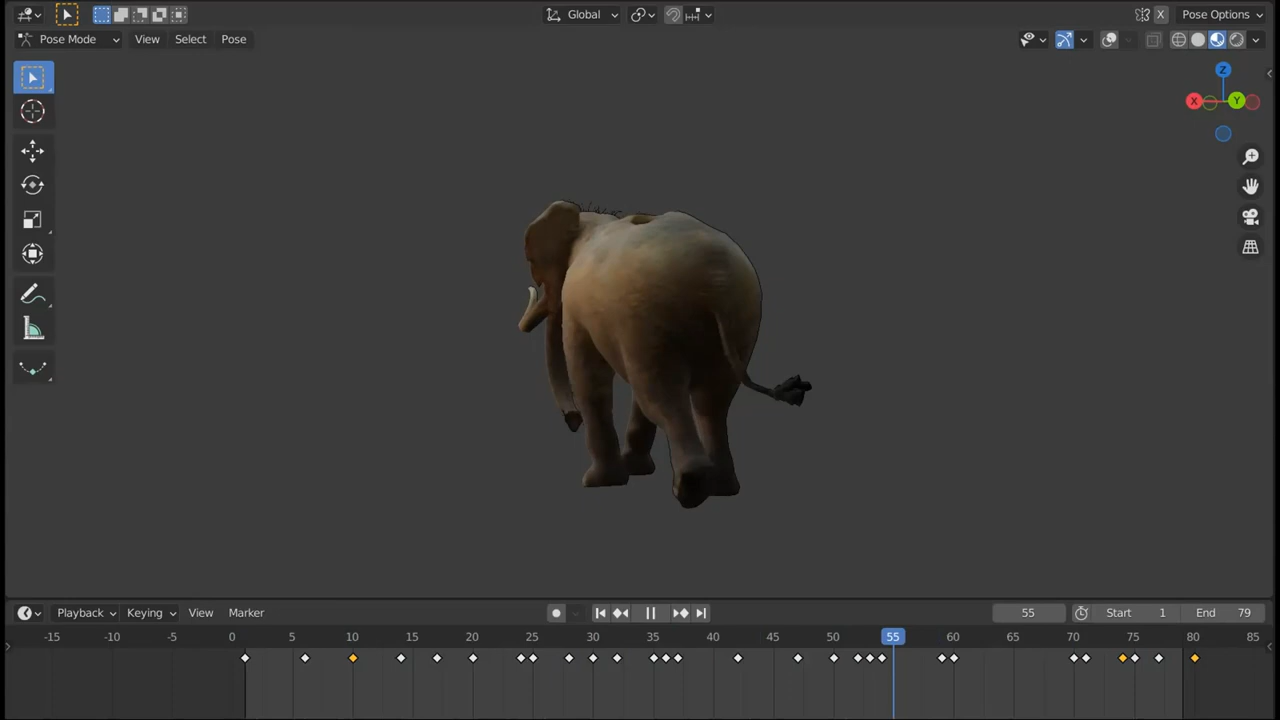 Global X Pose Options
Pose Mode View Select Pose
Z
X Y
Playback Keying View Marker 55 Start 1 End 79
-15 -10 -5 0 5 10 15 20 25 30 35 40 45 50 55 60 65 70 75 80 85